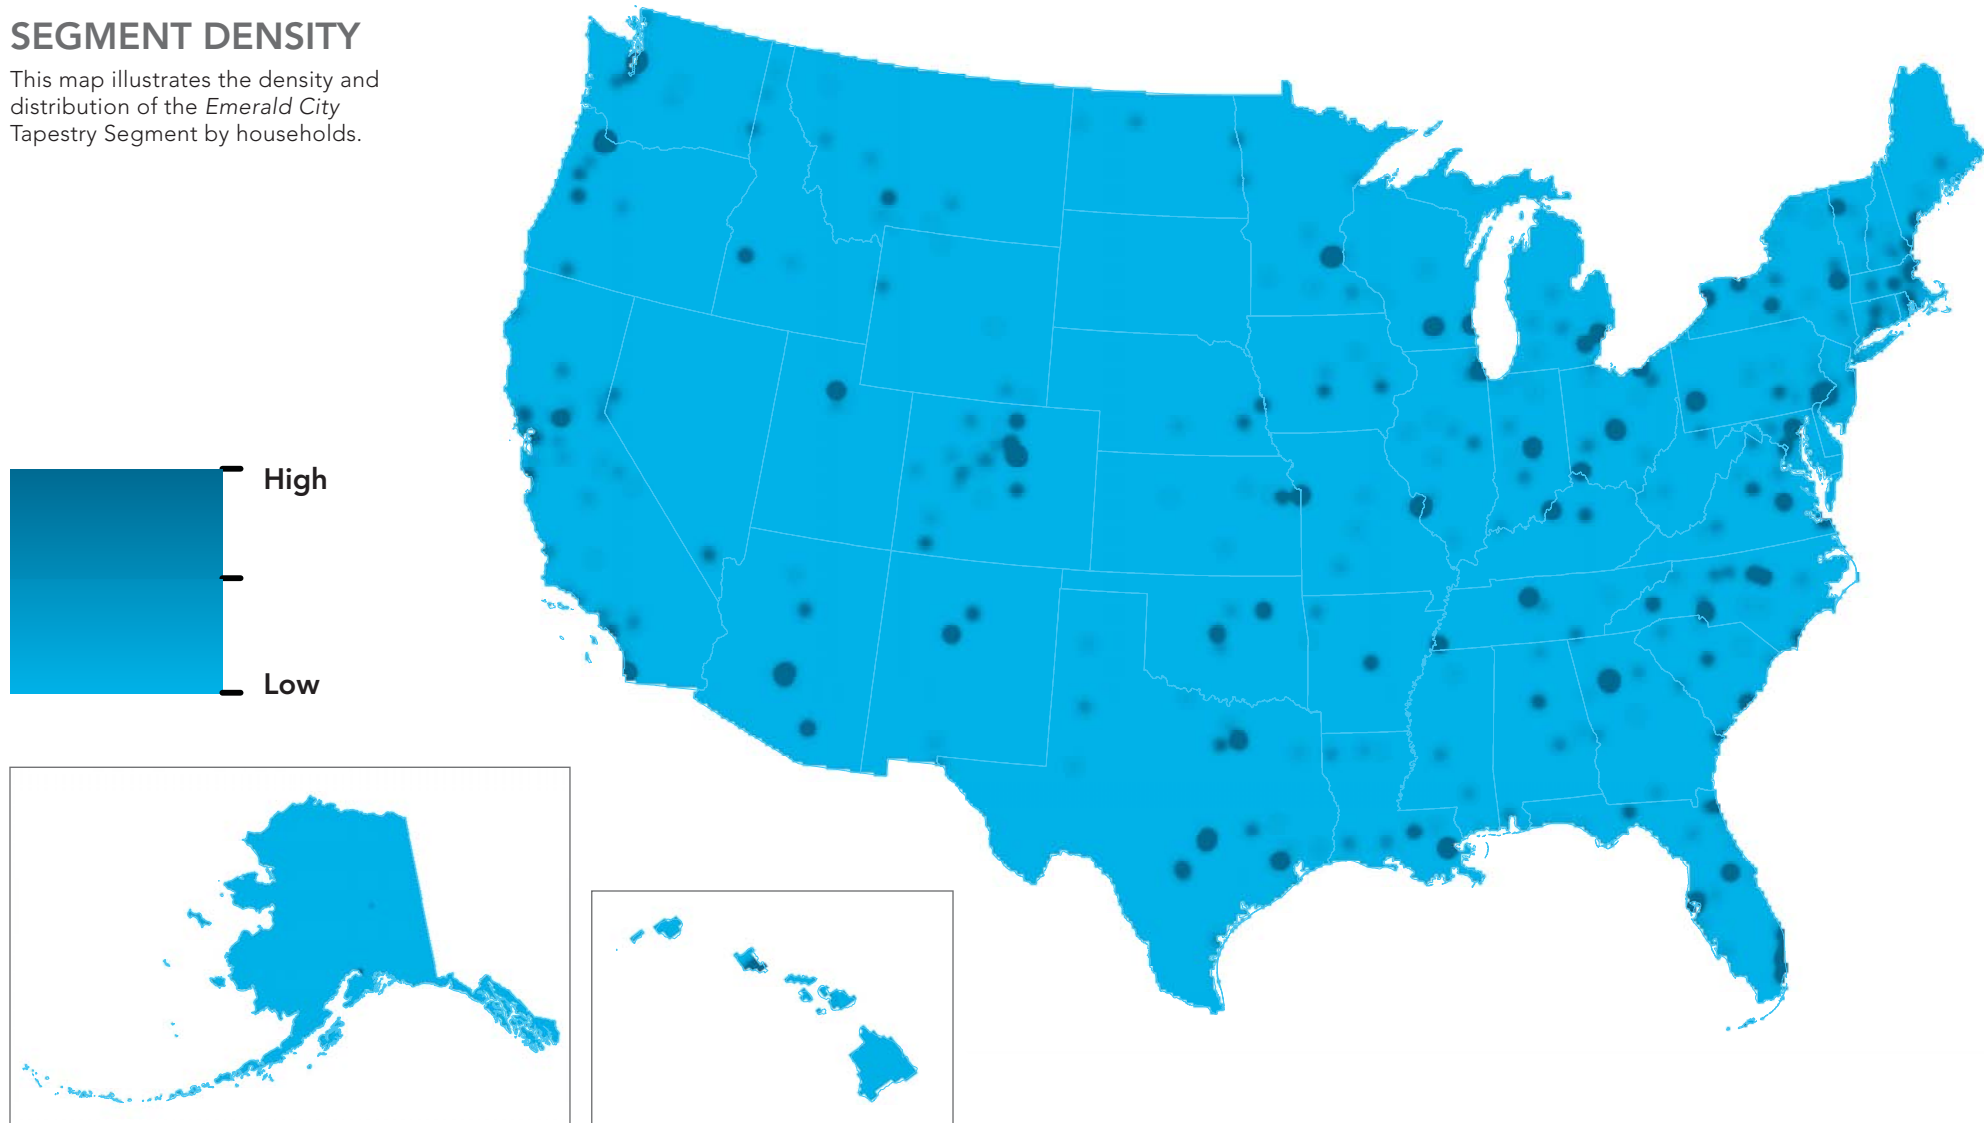 SEGMENT DENSITY
This map illustrates the density and
distribution of the Emerald City
Tapestry Segment by households.
High
Low